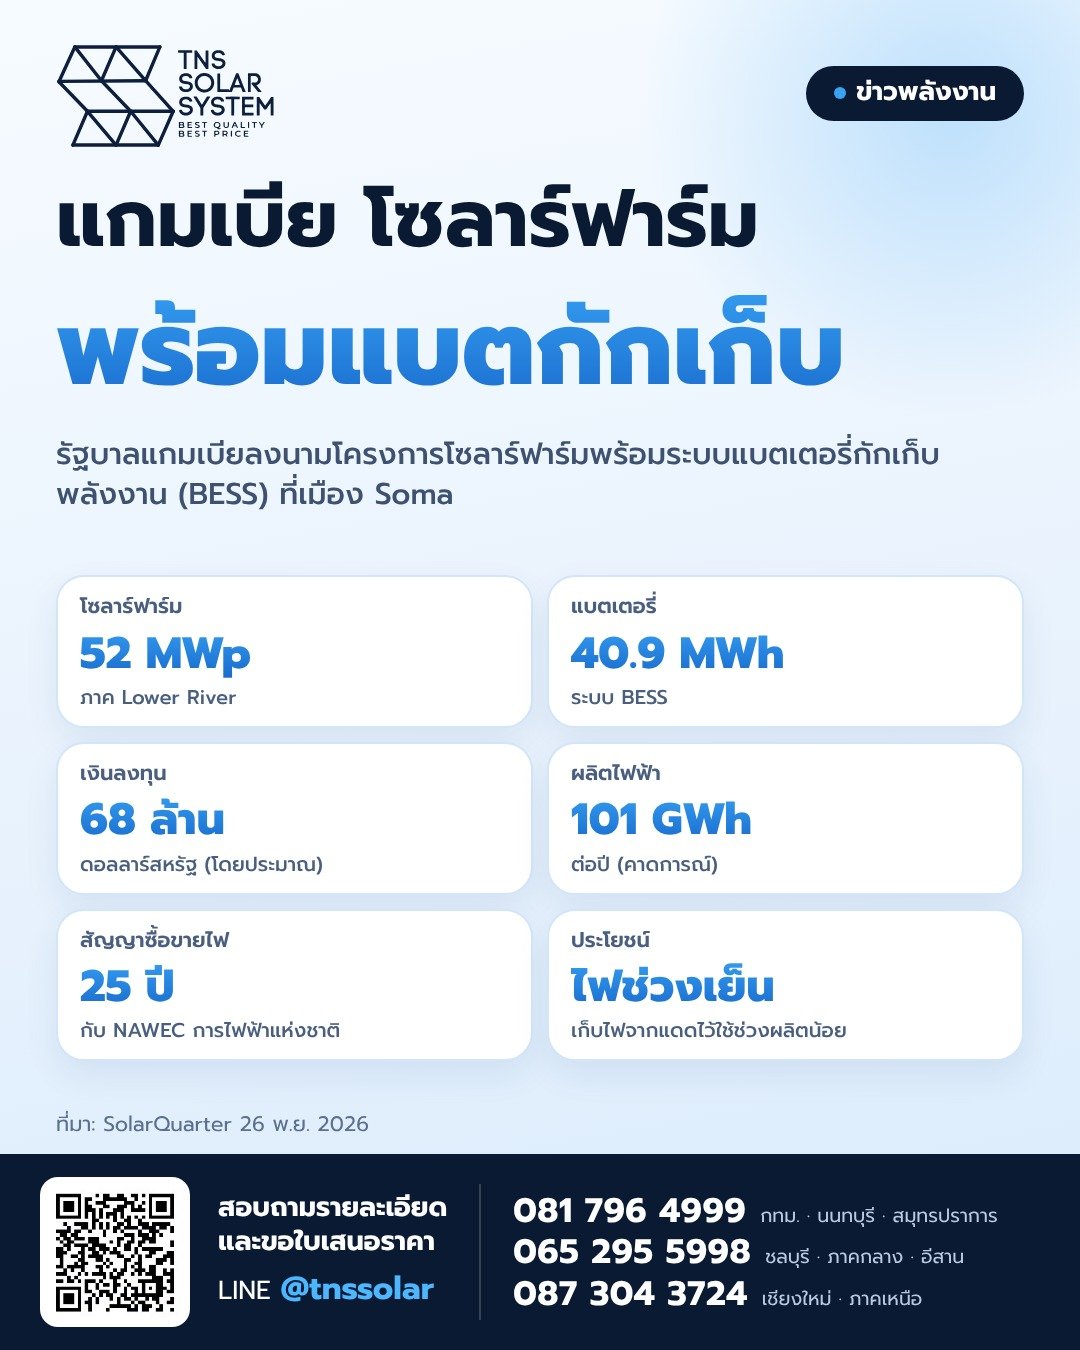 TNS
SOLAR
SYSTEM
BEST QUALITY
BEST PRICE
ข่าวพลังงาน
แกมเบีย โซลาร์ฟาร์ม
พร้อมแบตกักเก็บ
รัฐบาลแกมเบียลงนามโครงการโซลาร์ฟาร์มพร้อมระบบแบตเตอรี่กักเก็บ
พลังงาน (BESS) ที่เมือง Soma
โซลาร์ฟาร์ม
52 MWp
ภาค Lower River
แบตเตอรี่
40.9 MWh
ระบบ BESS
เงินลงทุน
68 ล้าน
ดอลลาร์สหรัฐ (โดยประมาณ)
ผลิตไฟฟ้า
101 GWh
ต่อปี (คาดการณ์)
สัญญาซื้อขายไฟ
25 ปี
กับ NAWEC การไฟฟ้าแห่งชาติ
ประโยชน์
ไฟช่วงเย็น
เก็บไฟจากแดดไว้ใช้ช่วงผลิตน้อย
ที่มา: SolarQuarter 26 พ.ย. 2026
สอบถามรายละเอียด
และขอใบเสนอราคา
LINE @tnssolar
081 796 4999 กทม. · นนทบุรี · สมุทรปราการ
065 295 5998 ชลบุรี · ภาคกลาง · อีสาน
087 304 3724 เชียงใหม่ · ภาคเหนือ